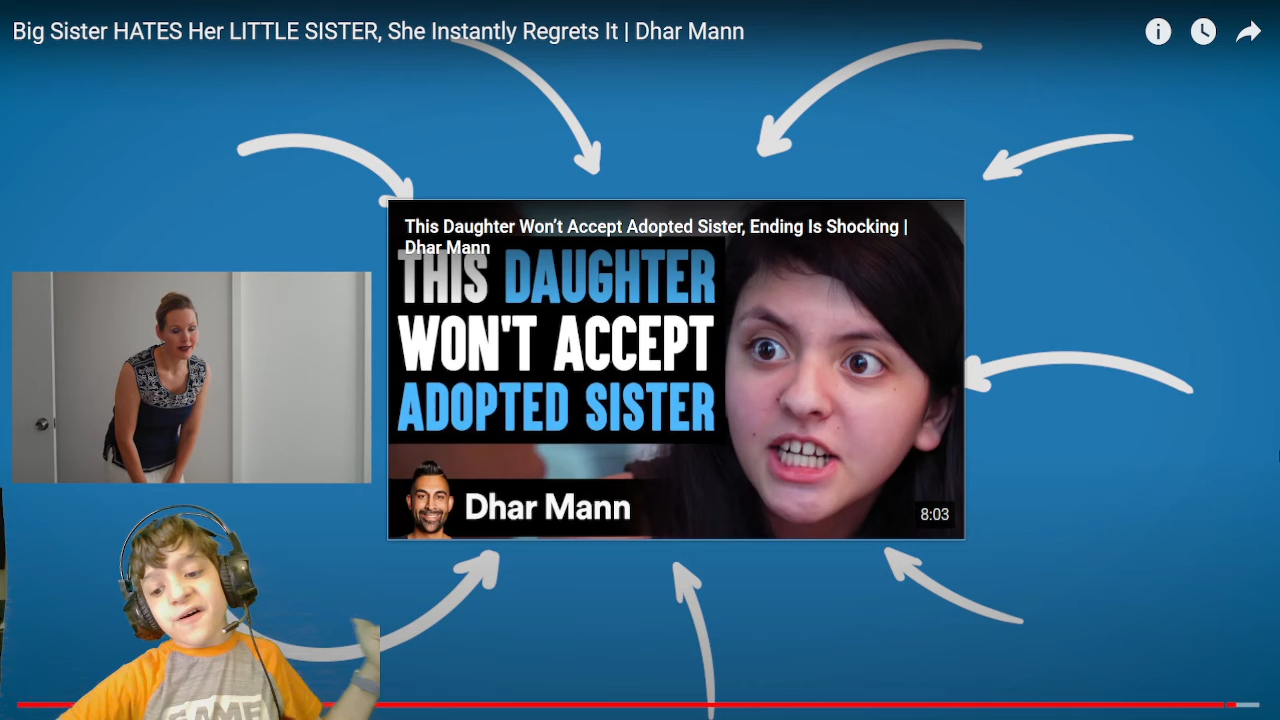 Big Sister HATES Her LITTLE SISTER, She Instantly Regrets It | Dhar Mann
This Daughter Won't Accept Adopted Sister, Ending Is Shocking |
Dhar Mann
THIS DAUGHTER
WON'T ACCEPT
ADOPTED SISTER
Dhar Mann
8:03
GAME